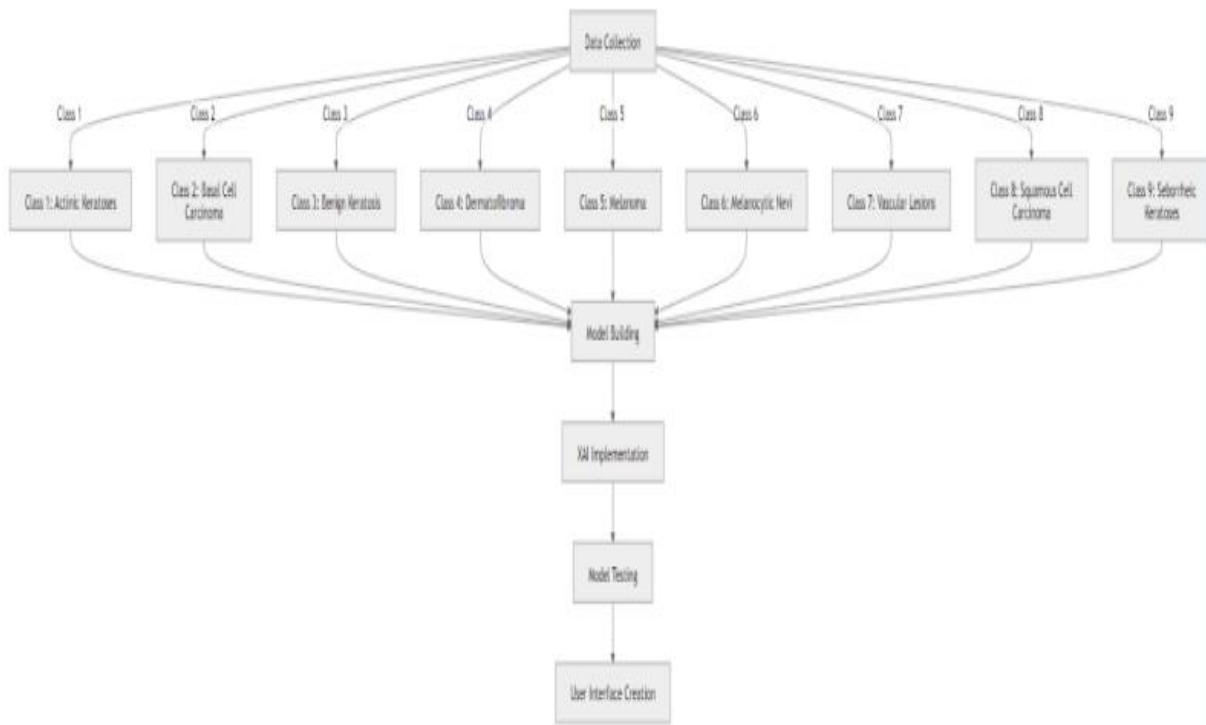 Data Collection
Class 1
Class 2
Class 3
Class 4
Class 5
Class 6
Class 7
Class 8
Class 9
Class 1: Actinic Keratoses
Class 2: Basal Cell
Carcinoma
Class 3: Benign Keratosis
Class 4: Dermatofibroma
Class 5: Melanoma
Class 6: Melanocytic Nevi
Class 7: Vascular Lesions
Class 8: Squamous Cell
Carcinoma
Class 9: Seborrheic
Keratoses
Model Building
XAI Implementation
Model Testing
User Interface Creation